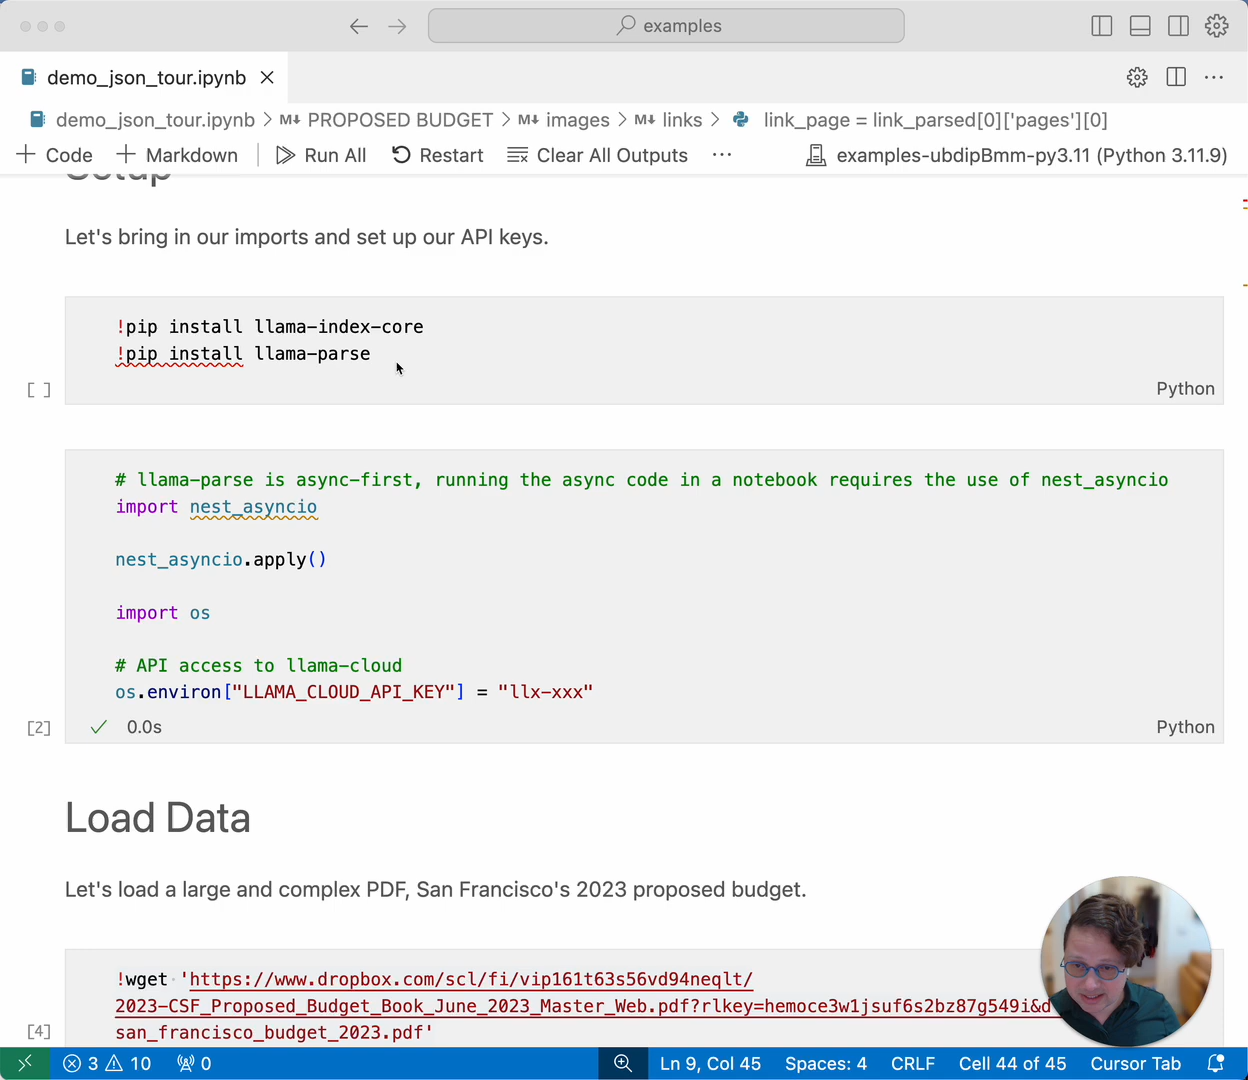 examples
demo_json_tour.ipynb
demo_json_tour.ipynb > M↓ PROPOSED BUDGET > M↓ images > M↓ links > link_page = link_parsed[0]['pages'][0]
+ Code + Markdown | Run All Restart Clear All Outputs ... examples-ubdipBmm-py3.11 (Python 3.11.9)
Setup
Let's bring in our imports and set up our API keys.
!pip install llama-index-core
!pip install llama-parse
[ ] Python
# llama-parse is async-first, running the async code in a notebook requires the use of nest_asyncio
import nest_asyncio
nest_asyncio.apply()
import os
# API access to llama-cloud
os.environ["LLAMA_CLOUD_API_KEY"] = "llx-xxx"
[2] 0.0s Python
Load Data
Let's load a large and complex PDF, San Francisco's 2023 proposed budget.
!wget 'https://www.dropbox.com/scl/fi/vip161t63s56vd94neqlt/
2023-CSF_Proposed_Budget_Book_June_2023_Master_Web.pdf?rlkey=hemoce3w1jsuf6s2bz87g549i&d
[4] san_francisco_budget_2023.pdf'
3 10 0 Ln 9, Col 45 Spaces: 4 CRLF Cell 44 of 45 Cursor Tab